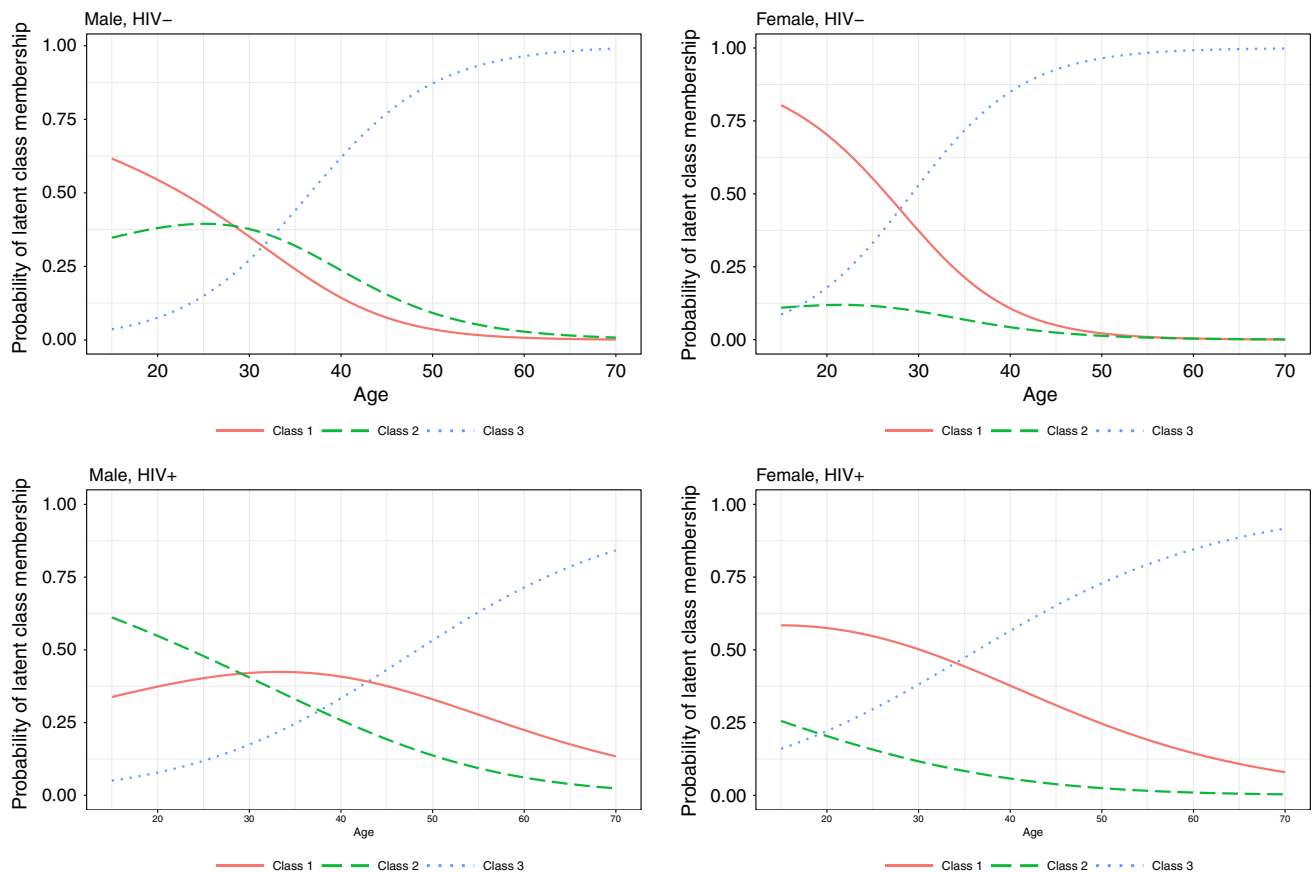 Male, HIV−
Probability of latent class membership
1.00
0.75
0.50
0.25
0.00
20 30 40 50 60 70
Age
Class 1 Class 2 Class 3
Female, HIV−
Probability of latent class membership
1.00
0.75
0.50
0.25
0.00
20 30 40 50 60 70
Age
Class 1 Class 2 Class 3
Male, HIV+
Probability of latent class membership
1.00
0.75
0.50
0.25
0.00
20 30 40 50 60 70
Age
Class 1 Class 2 Class 3
Female, HIV+
Probability of latent class membership
1.00
0.75
0.50
0.25
0.00
20 30 40 50 60 70
Age
Class 1 Class 2 Class 3